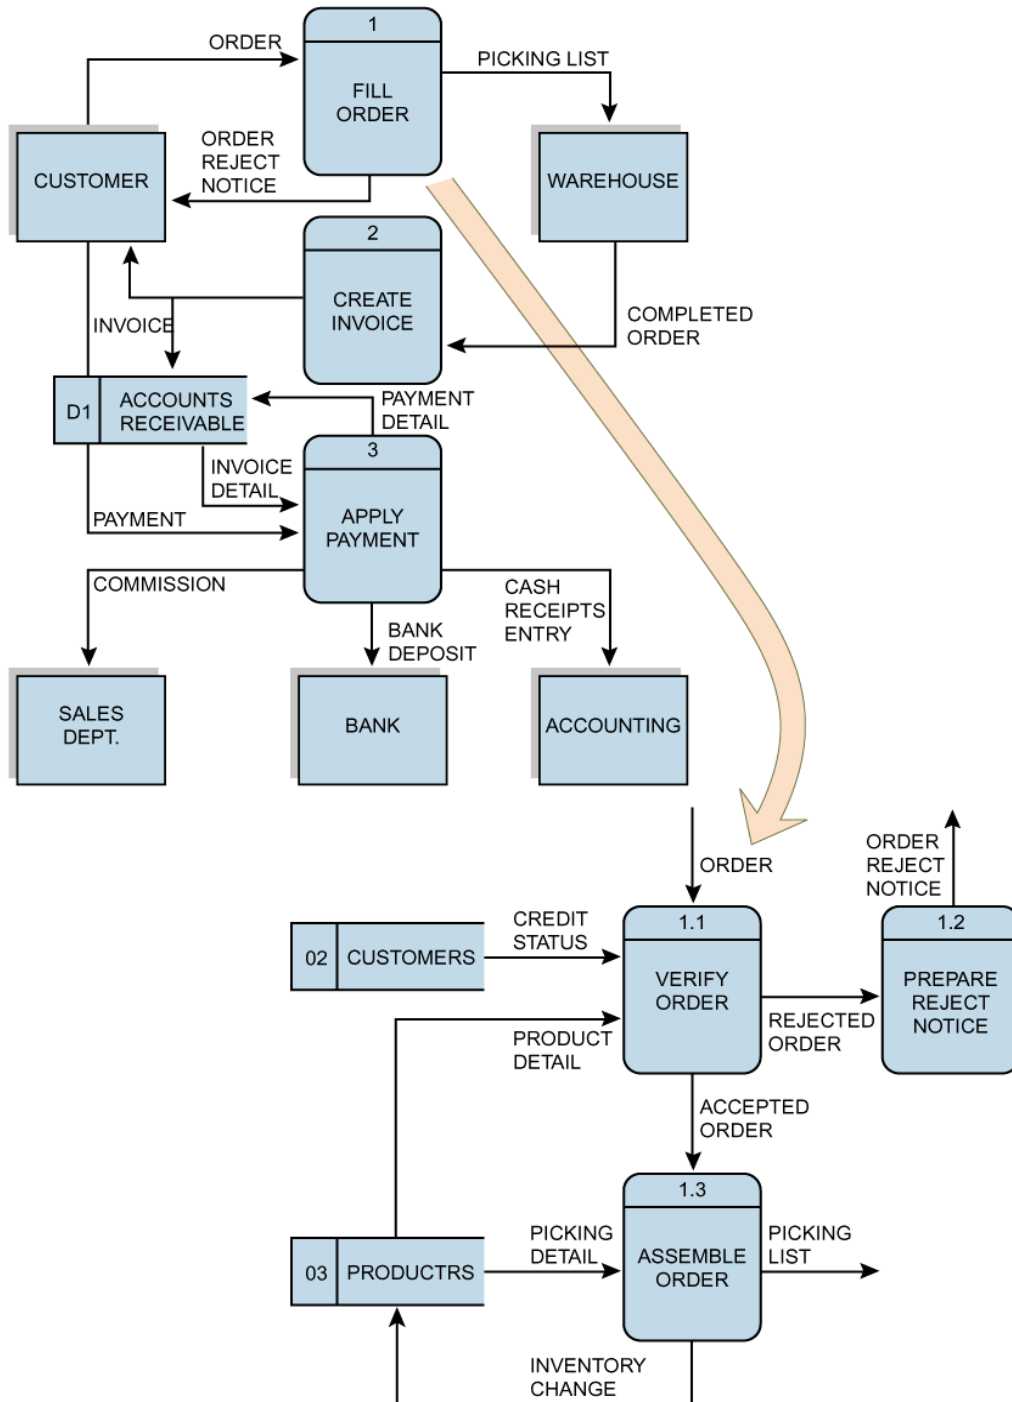 1
ORDER
PICKING LIST
FILL
ORDER
ORDER
REJECT
NOTICE
CUSTOMER
WAREHOUSE
2
CREATE
INVOICE
INVOICE
COMPLETED
ORDER
D1
ACCOUNTS
RECEIVABLE
PAYMENT
DETAIL
3
INVOICE
DETAIL
PAYMENT
APPLY
PAYMENT
COMMISSION
CASH
RECEIPTS
ENTRY
BANK
DEPOSIT
SALES
DEPT.
BANK
ACCOUNTING
ORDER
ORDER
REJECT
NOTICE
02
CUSTOMERS
CREDIT
STATUS
1.1
VERIFY
ORDER
1.2
PREPARE
REJECT
NOTICE
REJECTED
ORDER
PRODUCT
DETAIL
ACCEPTED
ORDER
1.3
03
PRODUCTRS
PICKING
DETAIL
ASSEMBLE
ORDER
PICKING
LIST
INVENTORY
CHANGE